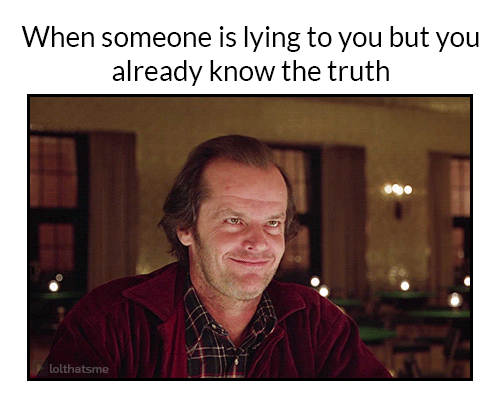 When someone is lying to you but you
already know the truth
lolthatsme